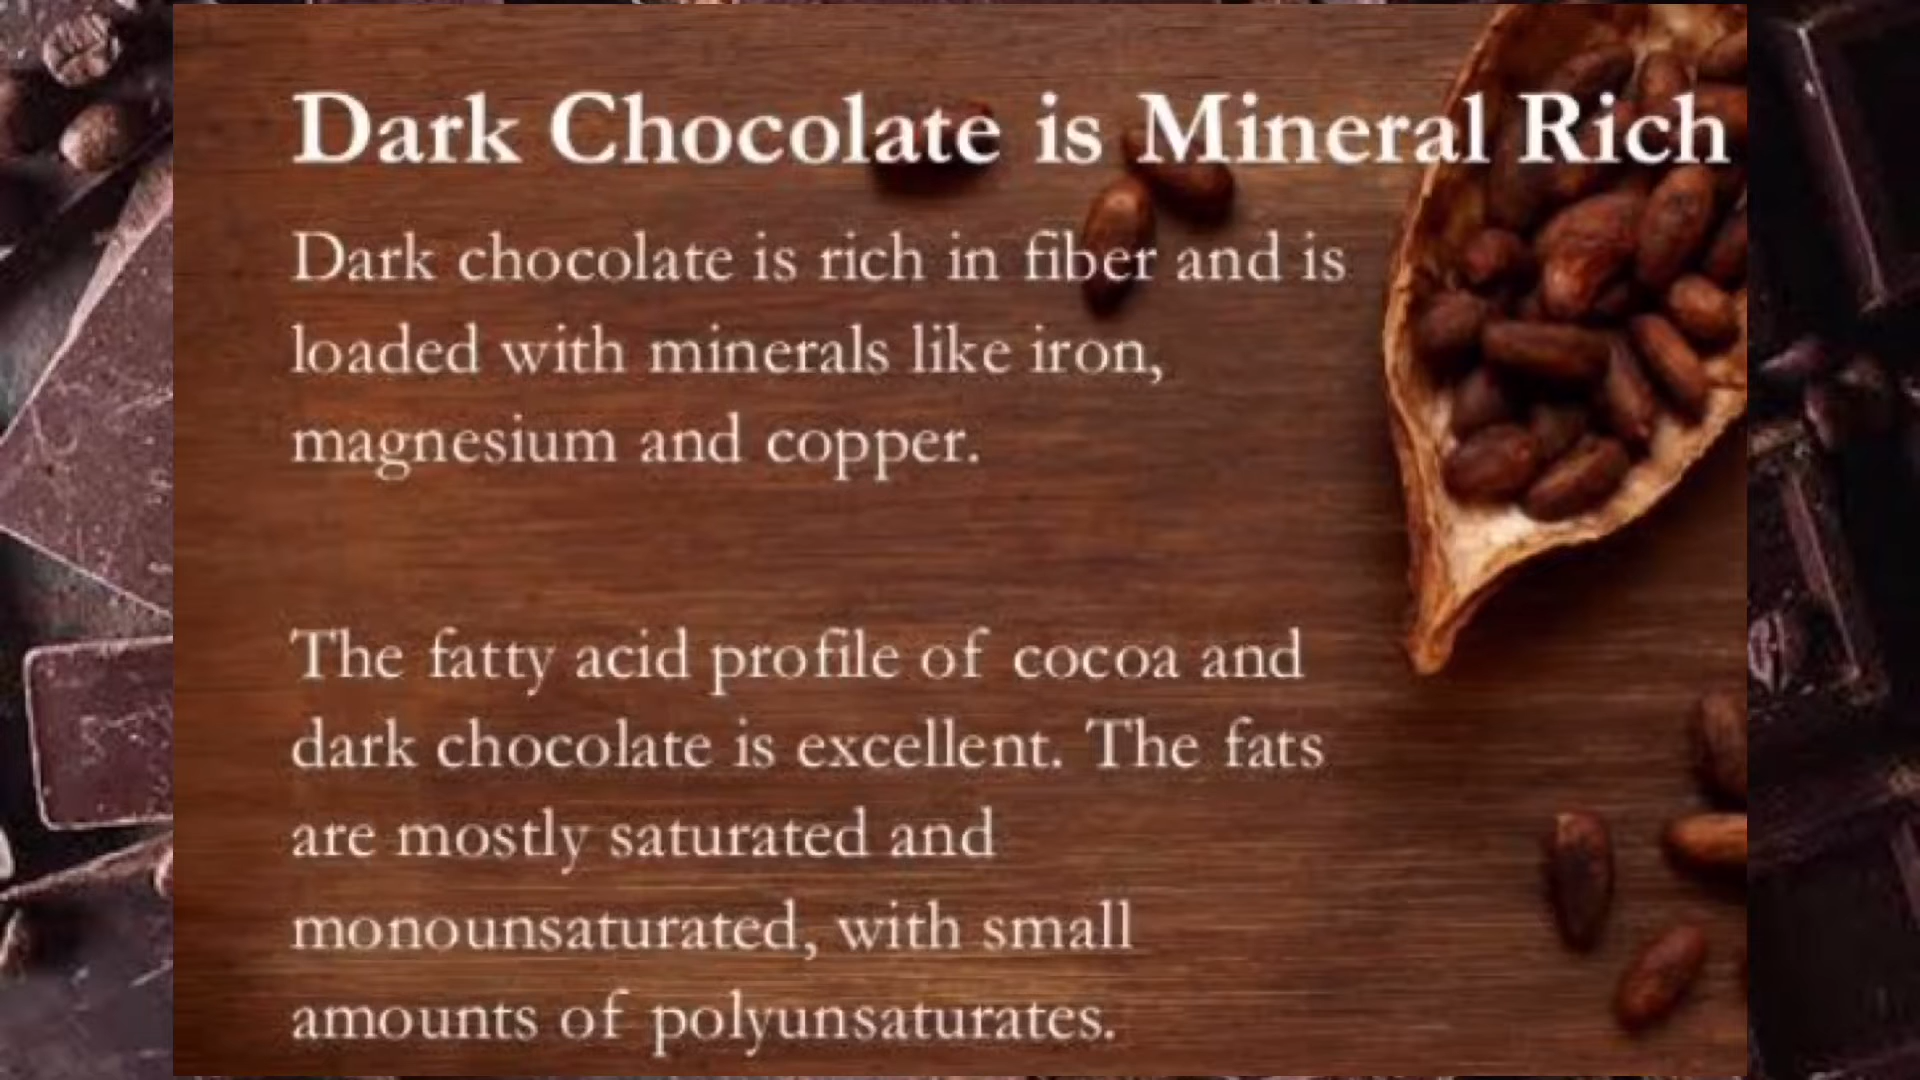 Dark Chocolate is Mineral Rich
Dark chocolate is rich in fiber and is
loaded with minerals like iron,
magnesium and copper.
The fatty acid profile of cocoa and
dark chocolate is excellent. The fats
are mostly saturated and
monounsaturated, with small
amounts of polyunsaturates.